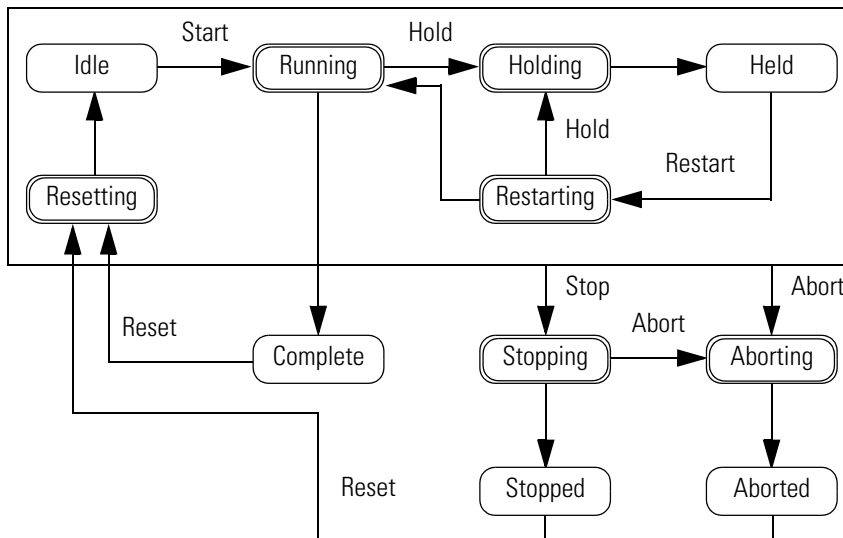 Start
Hold
Idle
Running
Holding
Held
Hold
Restart
Resetting
Restarting
Stop
Abort
Reset
Abort
Complete
Stopping
Aborting
Reset
Stopped
Aborted